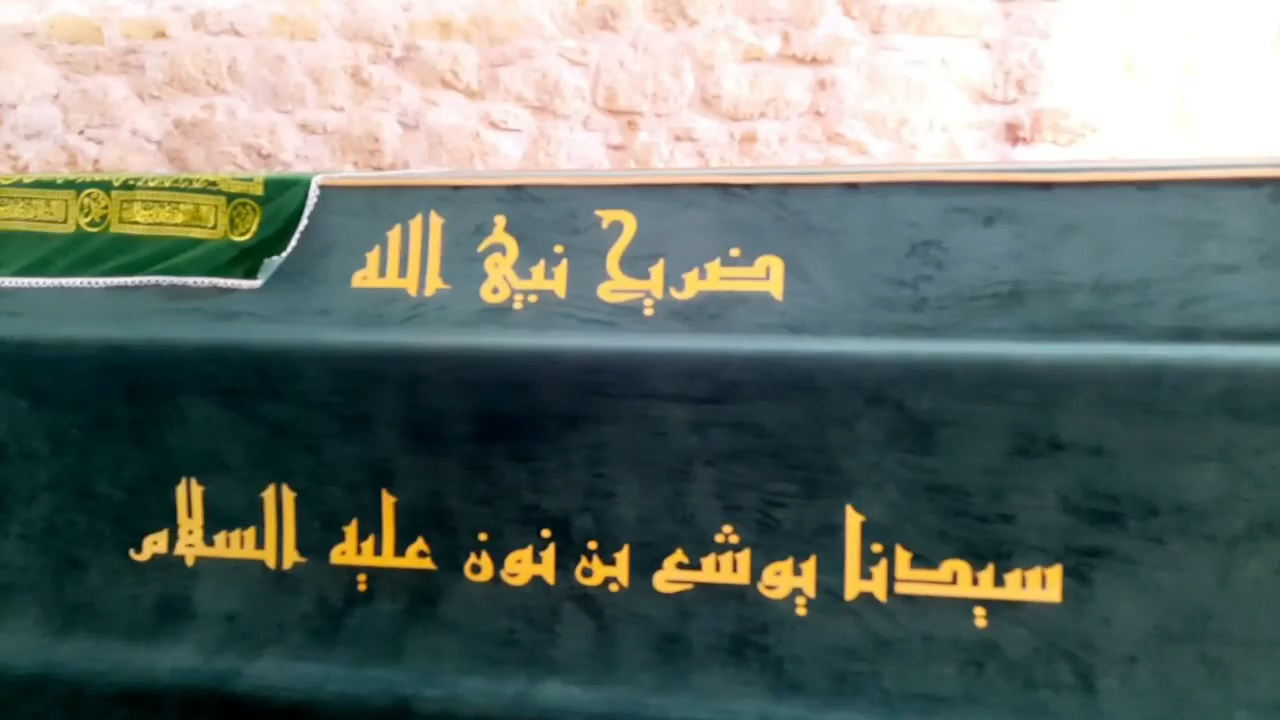 ضريح نبي الله
سيدنا يوشع بن نون عليه السلام